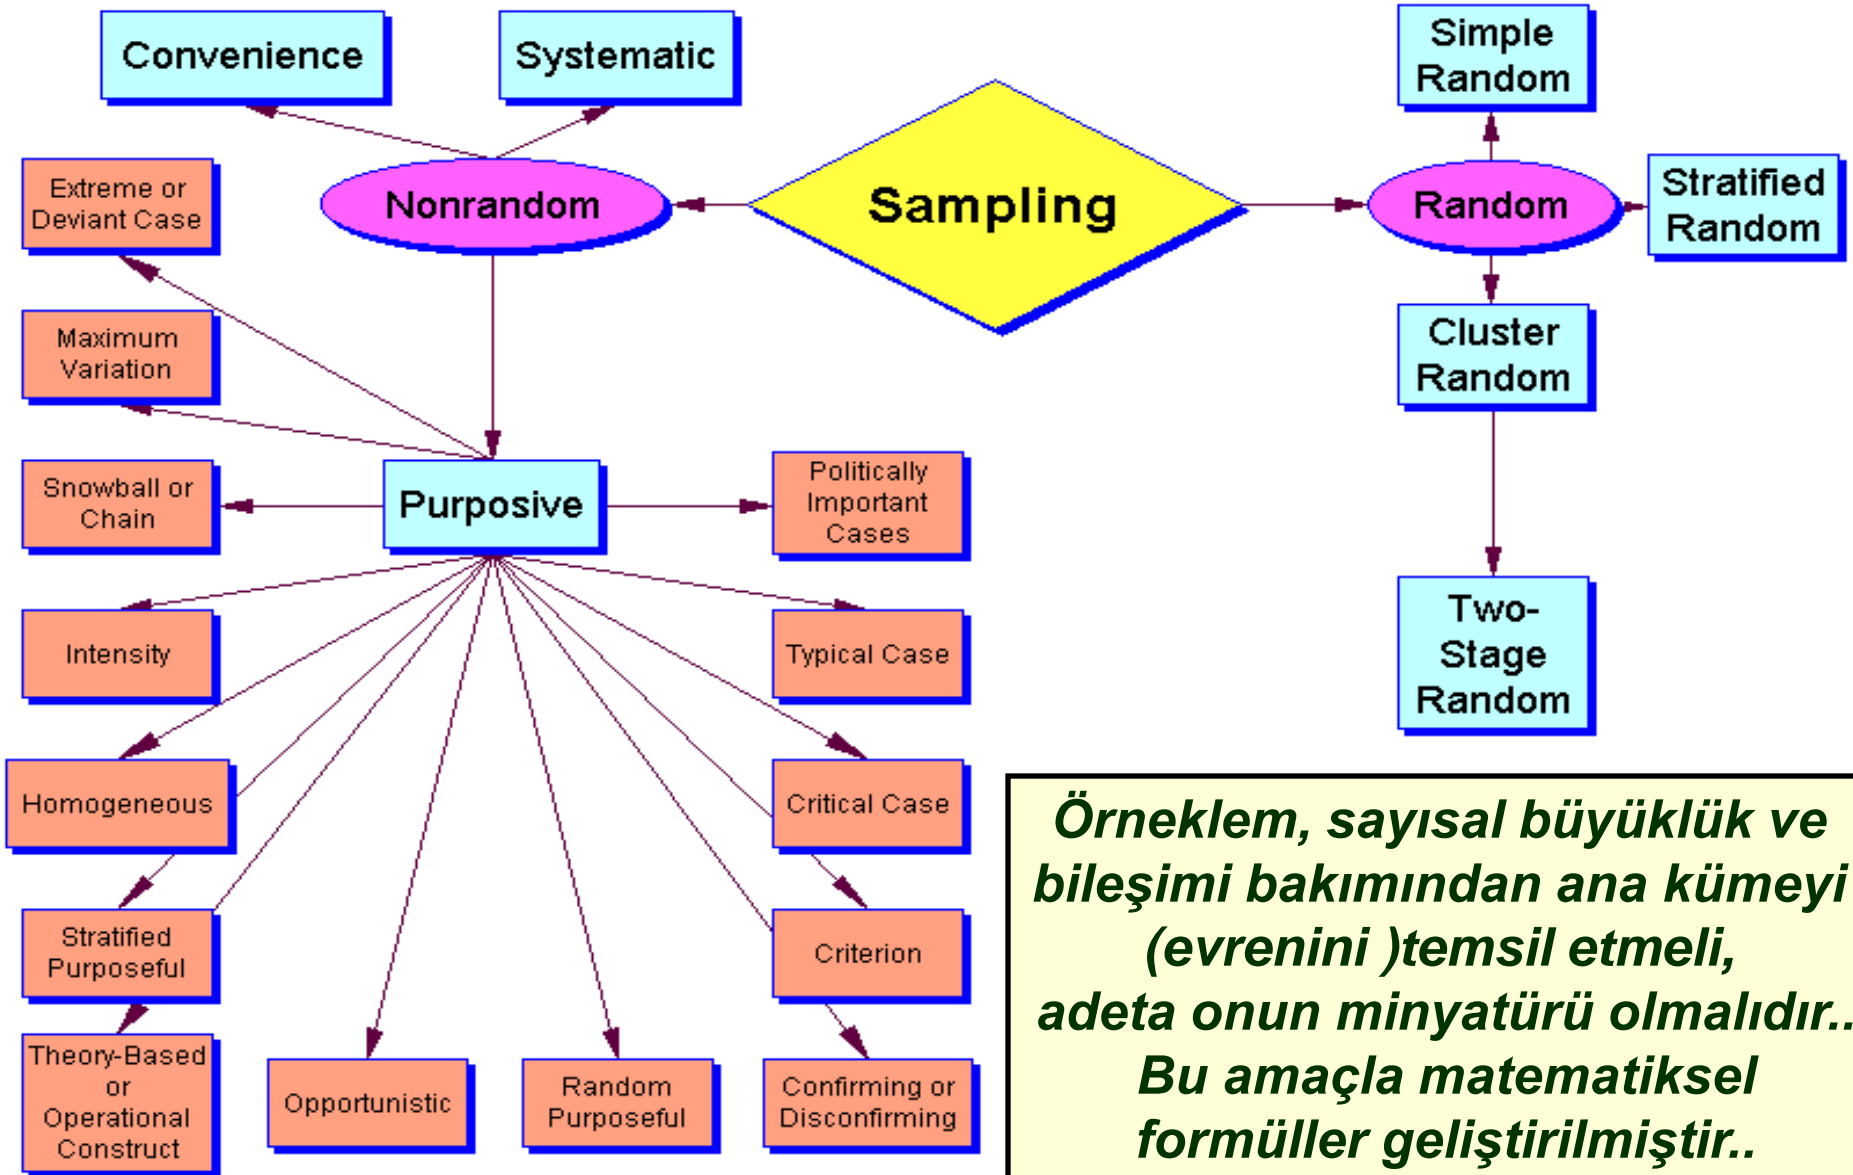 Convenience
Systematic
Simple
Random
Extreme or
Deviant Case
Nonrandom
Sampling
Random
Stratified
Random
Maximum
Variation
Cluster
Random
Snowball or
Chain
Purposive
Politically
Important
Cases
Intensity
Typical Case
Two-
Stage
Random
Homogeneous
Critical Case
Stratified
Purposeful
Criterion
Theory-Based
or
Operational
Construct
Opportunistic
Random
Purposeful
Confirming or
Disconfirming
Örneklem, sayısal büyüklük ve
bileşimi bakımından ana kümeyi
(evrenini )temsil etmeli,
adeta onun minyatürü olmalıdır..
Bu amaçla matematiksel
formüller geliştirilmiştir..